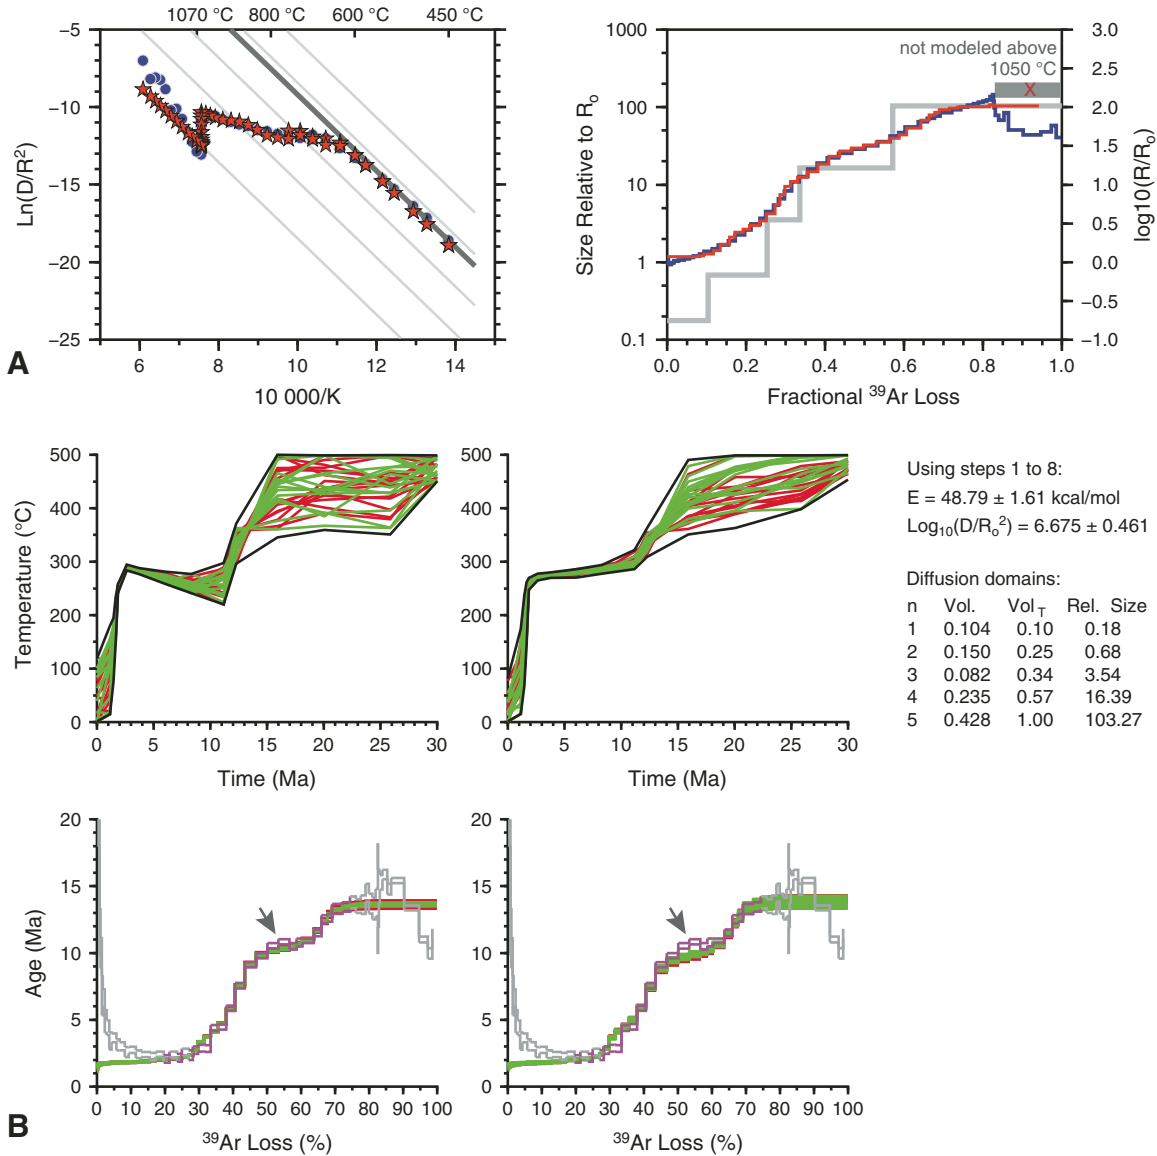 1070 °C 800 °C 600 °C 450 °C
−5
−10
−15
−20
−25
Ln(D/R²)
6 8 10 12 14
10 000/K
A
1000
100
10
1
0.1
Size Relative to Rₒ
not modeled above
1050 °C
X
3.0
2.5
2.0
1.5
1.0
0.5
0.0
−0.5
−1.0
log10(R/Rₒ)
0.0 0.2 0.4 0.6 0.8 1.0
Fractional ³⁹Ar Loss
500
400
300
200
100
0
Temperature (°C)
0 5 10 15 20 25 30
Time (Ma)
500
400
300
200
100
0
0 5 10 15 20 25 30
Time (Ma)
Using steps 1 to 8:
E = 48.79 ± 1.61 kcal/mol
Log₁₀(D/Rₒ²) = 6.675 ± 0.461
Diffusion domains:
n Vol. Vol T Rel. Size
1 0.104 0.10 0.18
2 0.150 0.25 0.68
3 0.082 0.34 3.54
4 0.235 0.57 16.39
5 0.428 1.00 103.27
20
15
10
5
0
Age (Ma)
0 10 20 30 40 50 60 70 80 90 100
³⁹Ar Loss (%)
B
20
15
10
5
0
0 10 20 30 40 50 60 70 80 90 100
³⁹Ar Loss (%)